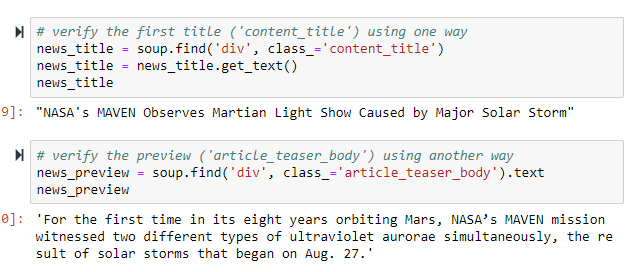 # verify the first title ('content_title') using one way
news_title = soup.find('div', class_='content_title')
news_title = news_title.get_text()
news_title
9]: "NASA's MAVEN Observes Martian Light Show Caused by Major Solar Storm"
# verify the preview ('article_teaser_body') using another way
news_preview = soup.find('div', class_='article_teaser_body').text
news_preview
0]: 'For the first time in its eight years orbiting Mars, NASA’s MAVEN mission
witnessed two different types of ultraviolet aurorae simultaneously, the re
sult of solar storms that began on Aug. 27.'